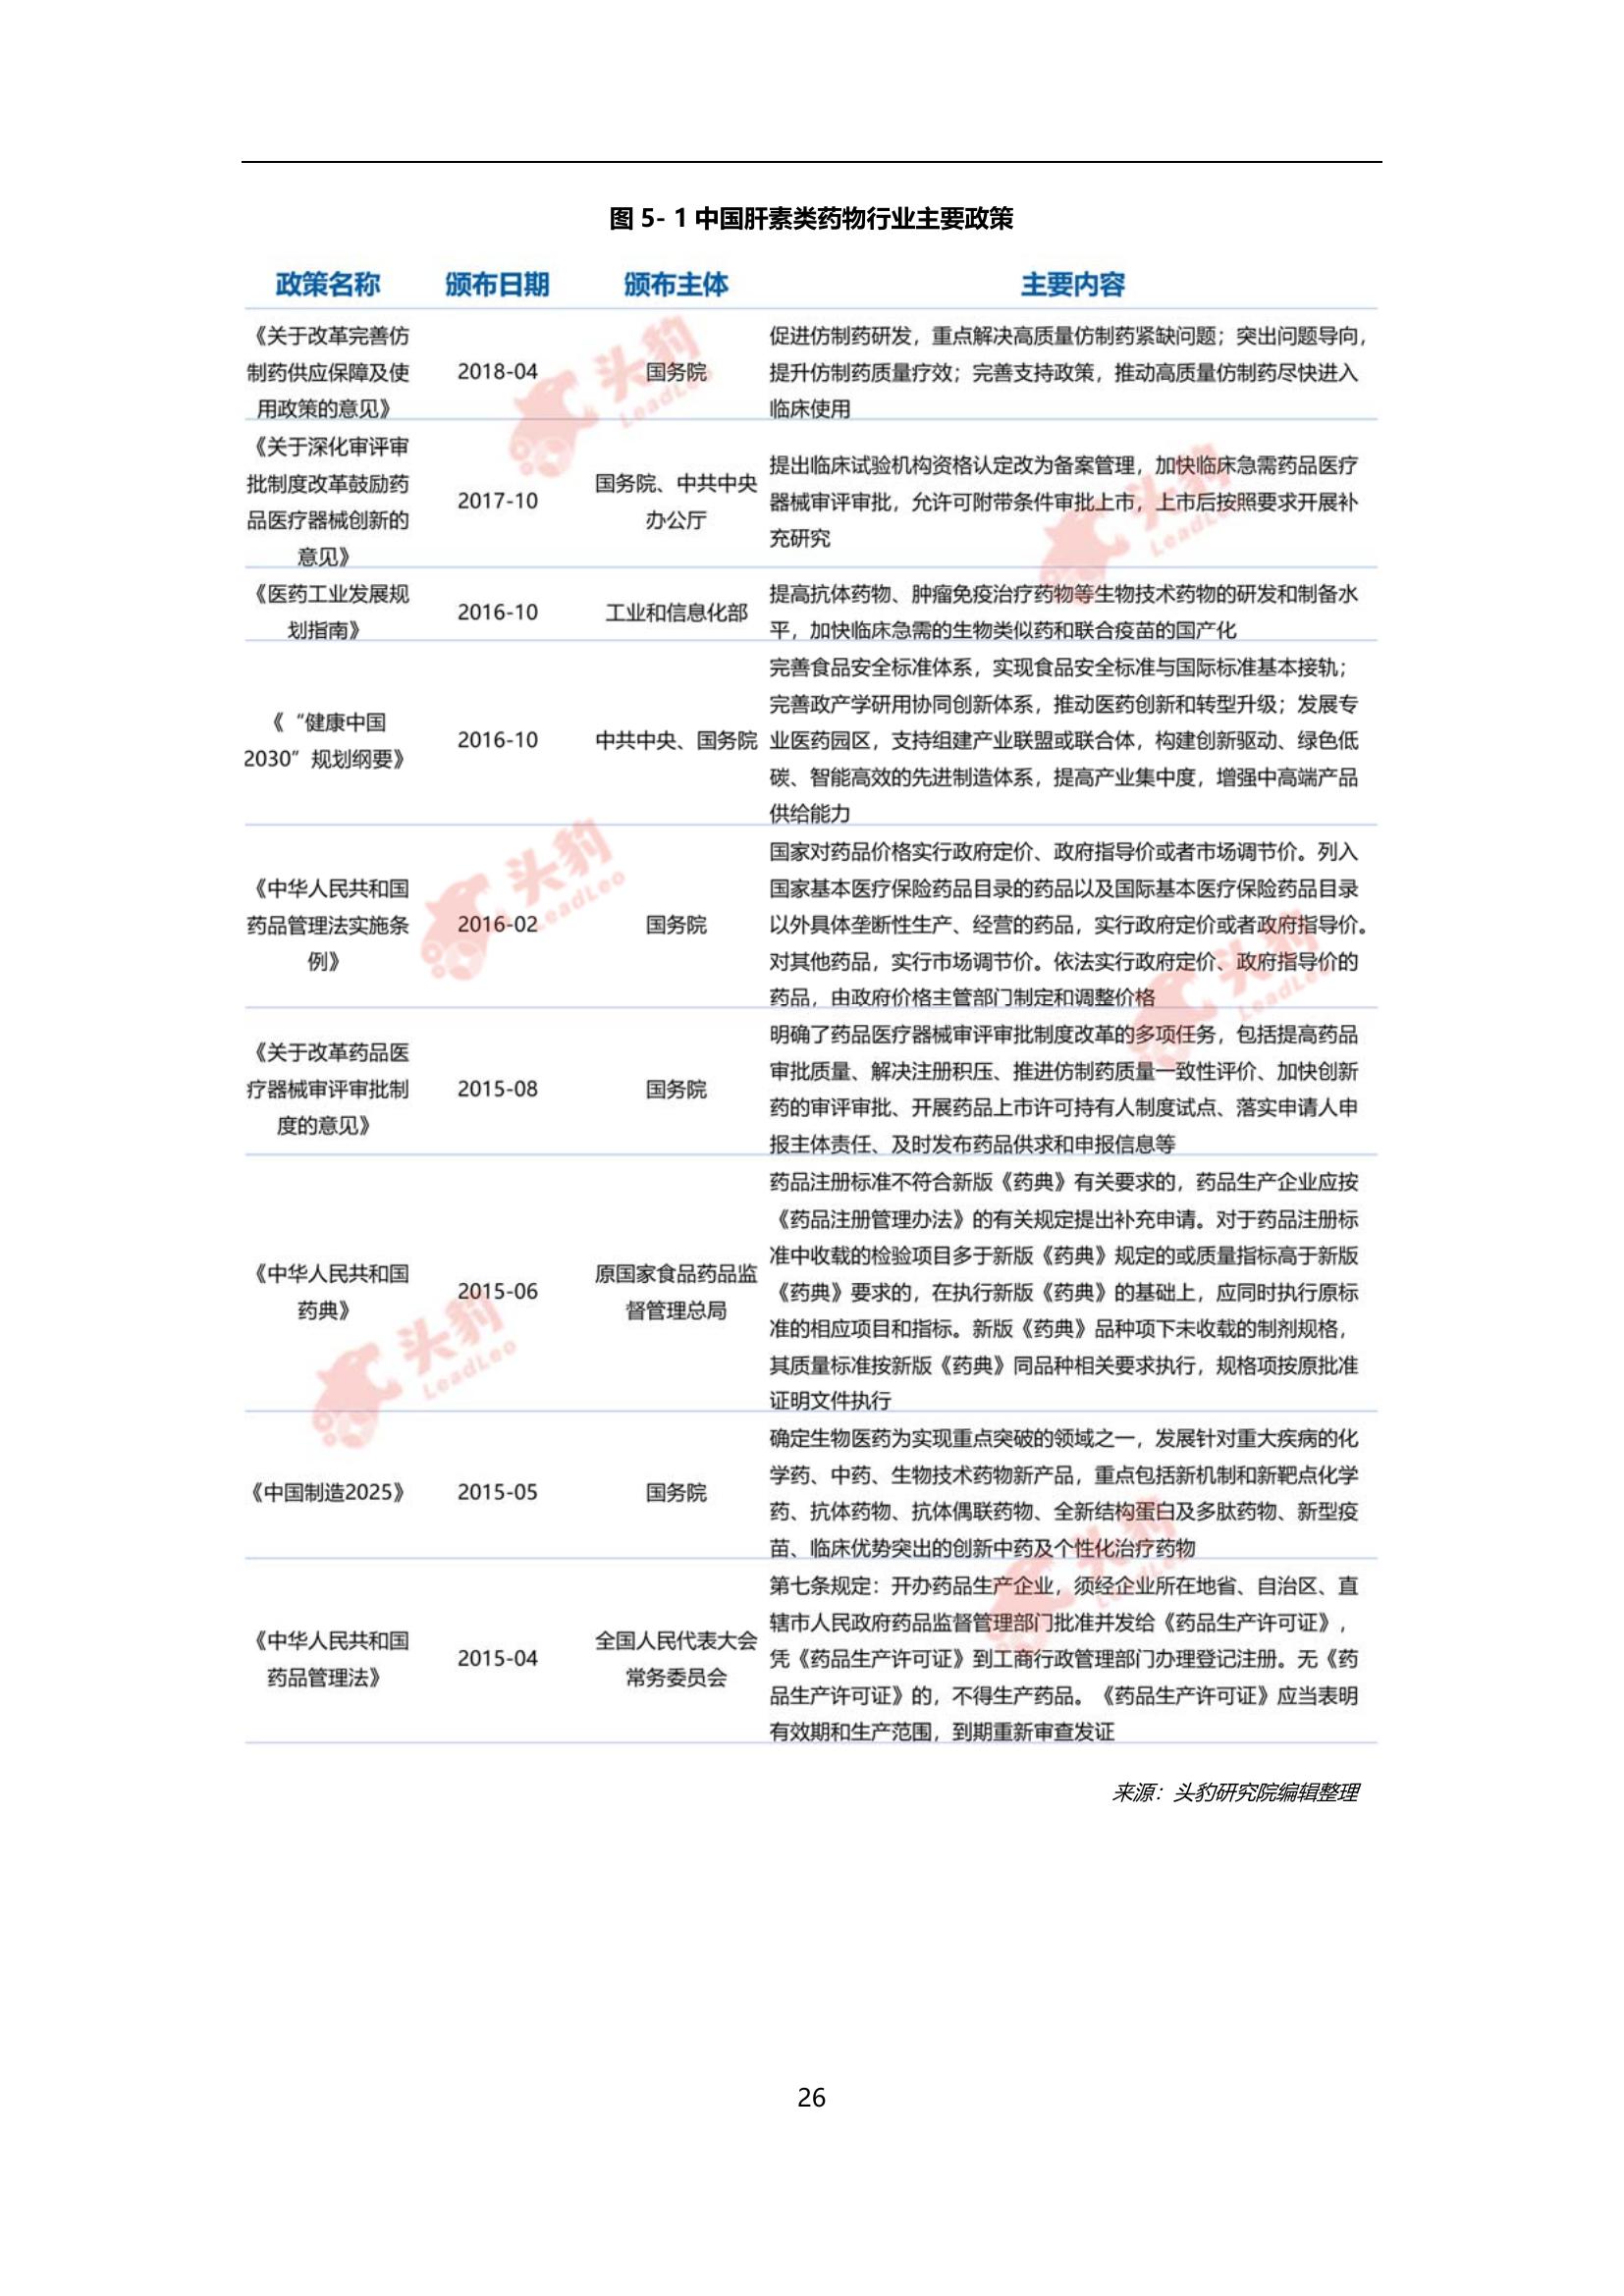 图 5- 1 中国肝素类药物行业主要政策
政策名称 颁布日期 颁布主体 主要内容
《关于改革完善仿
制药供应保障及使
用政策的意见》
2018-04
国务院
促进仿制药研发，重点解决高质量仿制药紧缺问题；突出问题导向，
提升仿制药质量疗效；完善支持政策，推动高质量仿制药尽快进入
临床使用
《关于深化审评审
批制度改革鼓励药
品医疗器械创新的
意见》
2017-10
国务院、中共中央
办公厅
提出临床试验机构资格认定改为备案管理，加快临床急需药品医疗
器械审评审批，允许可附带条件审批上市，上市后按照要求开展补
充研究
《医药工业发展规
划指南》
2016-10
工业和信息化部
提高抗体药物、肿瘤免疫治疗药物等生物技术药物的研发和制备水
平，加快临床急需的生物类似药和联合疫苗的国产化
《“健康中国
2030”规划纲要》
2016-10
中共中央、国务院
完善食品安全标准体系，实现食品安全标准与国际标准基本接轨；
完善政产学研用协同创新体系，推动医药创新和转型升级；发展专
业医药园区，支持组建产业联盟或联合体，构建创新驱动、绿色低
碳、智能高效的先进制造体系，提高产业集中度，增强中高端产品
供给能力
《中华人民共和国
药品管理法实施条
例》
2016-02
国务院
国家对药品价格实行政府定价、政府指导价或者市场调节价。列入
国家基本医疗保险药品目录的药品以及国际基本医疗保险药品目录
以外具体垄断性生产、经营的药品，实行政府定价或者政府指导价。
对其他药品，实行市场调节价。依法实行政府定价、政府指导价的
药品，由政府价格主管部门制定和调整价格
《关于改革药品医
疗器械审评审批制
度的意见》
2015-08
国务院
明确了药品医疗器械审评审批制度改革的多项任务，包括提高药品
审批质量、解决注册积压、推进仿制药质量一致性评价、加快创新
药的审评审批、开展药品上市许可持有人制度试点、落实申请人申
报主体责任、及时发布药品供求和申报信息等
《中华人民共和国
药典》
2015-06
原国家食品药品监
督管理总局
药品注册标准不符合新版《药典》有关要求的，药品生产企业应按
《药品注册管理办法》的有关规定提出补充申请。对于药品注册标
准中收载的检验项目多于新版《药典》规定的或质量指标高于新版
《药典》要求的，在执行新版《药典》的基础上，应同时执行原标
准的相应项目和指标。新版《药典》品种项下未收载的制剂规格，
其质量标准按新版《药典》同品种相关要求执行，规格项按原批准
证明文件执行
《中国制造2025》
2015-05
国务院
确定生物医药为实现重点突破的领域之一，发展针对重大疾病的化
学药、中药、生物技术药物新产品，重点包括新机制和新靶点化学
药、抗体药物、抗体偶联药物、全新结构蛋白及多肽药物、新型疫
苗、临床优势突出的创新中药及个性化治疗药物
《中华人民共和国
药品管理法》
2015-04
全国人民代表大会
常务委员会
第七条规定：开办药品生产企业，须经企业所在地省、自治区、直
辖市人民政府药品监督管理部门批准并发给《药品生产许可证》，
凭《药品生产许可证》到工商行政管理部门办理登记注册。无《药
品生产许可证》的，不得生产药品。《药品生产许可证》应当表明
有效期和生产范围，到期重新审查发证
头豹
LeadLeo
头豹
LeadLeo
头豹
LeadLeo
头豹
LeadLeo
头豹
LeadLeo
头豹
LeadLeo
来源：头豹研究院编辑整理
26